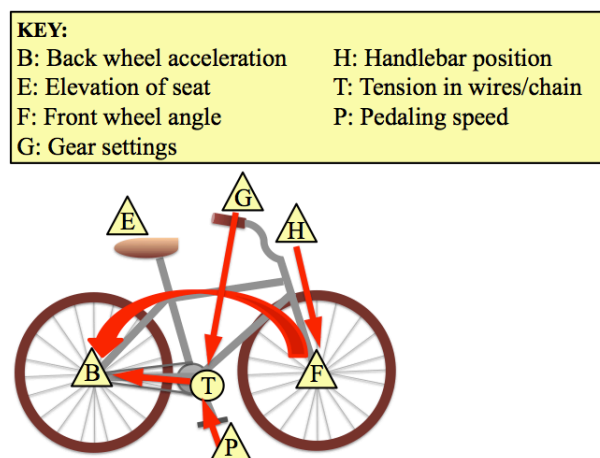 KEY:
B: Back wheel acceleration
E: Elevation of seat
F: Front wheel angle
G: Gear settings
H: Handlebar position
T: Tension in wires/chain
P: Pedaling speed
G
E
H
B
T
F
P